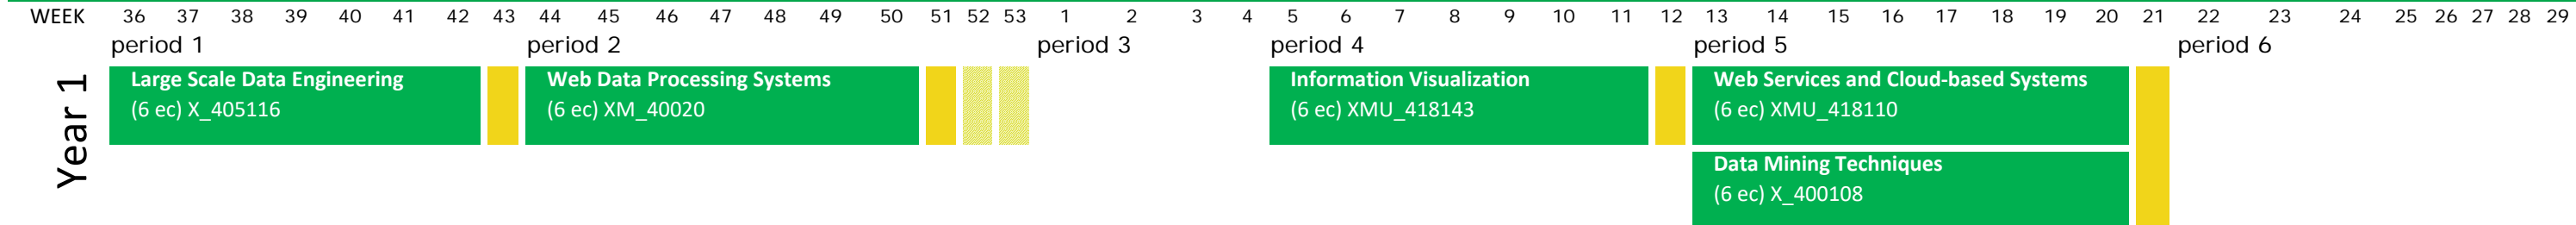 WEEK 36 37 38 39 40 41 42 43 44 45 46 47 48 49 50 51 52 53 1 2 3 4 5 6 7 8 9 10 11 12 13 14 15 16 17 18 19 20 21 22 23 24 25 26 27 28 29
period 1 period 2 period 3 period 4 period 5 period 6
Year 1
Large Scale Data Engineering
(6 ec) X_405116
Web Data Processing Systems
(6 ec) XM_40020
Information Visualization
(6 ec) XMU_418143
Web Services and Cloud-based Systems
(6 ec) XMU_418110
Data Mining Techniques
(6 ec) X_400108